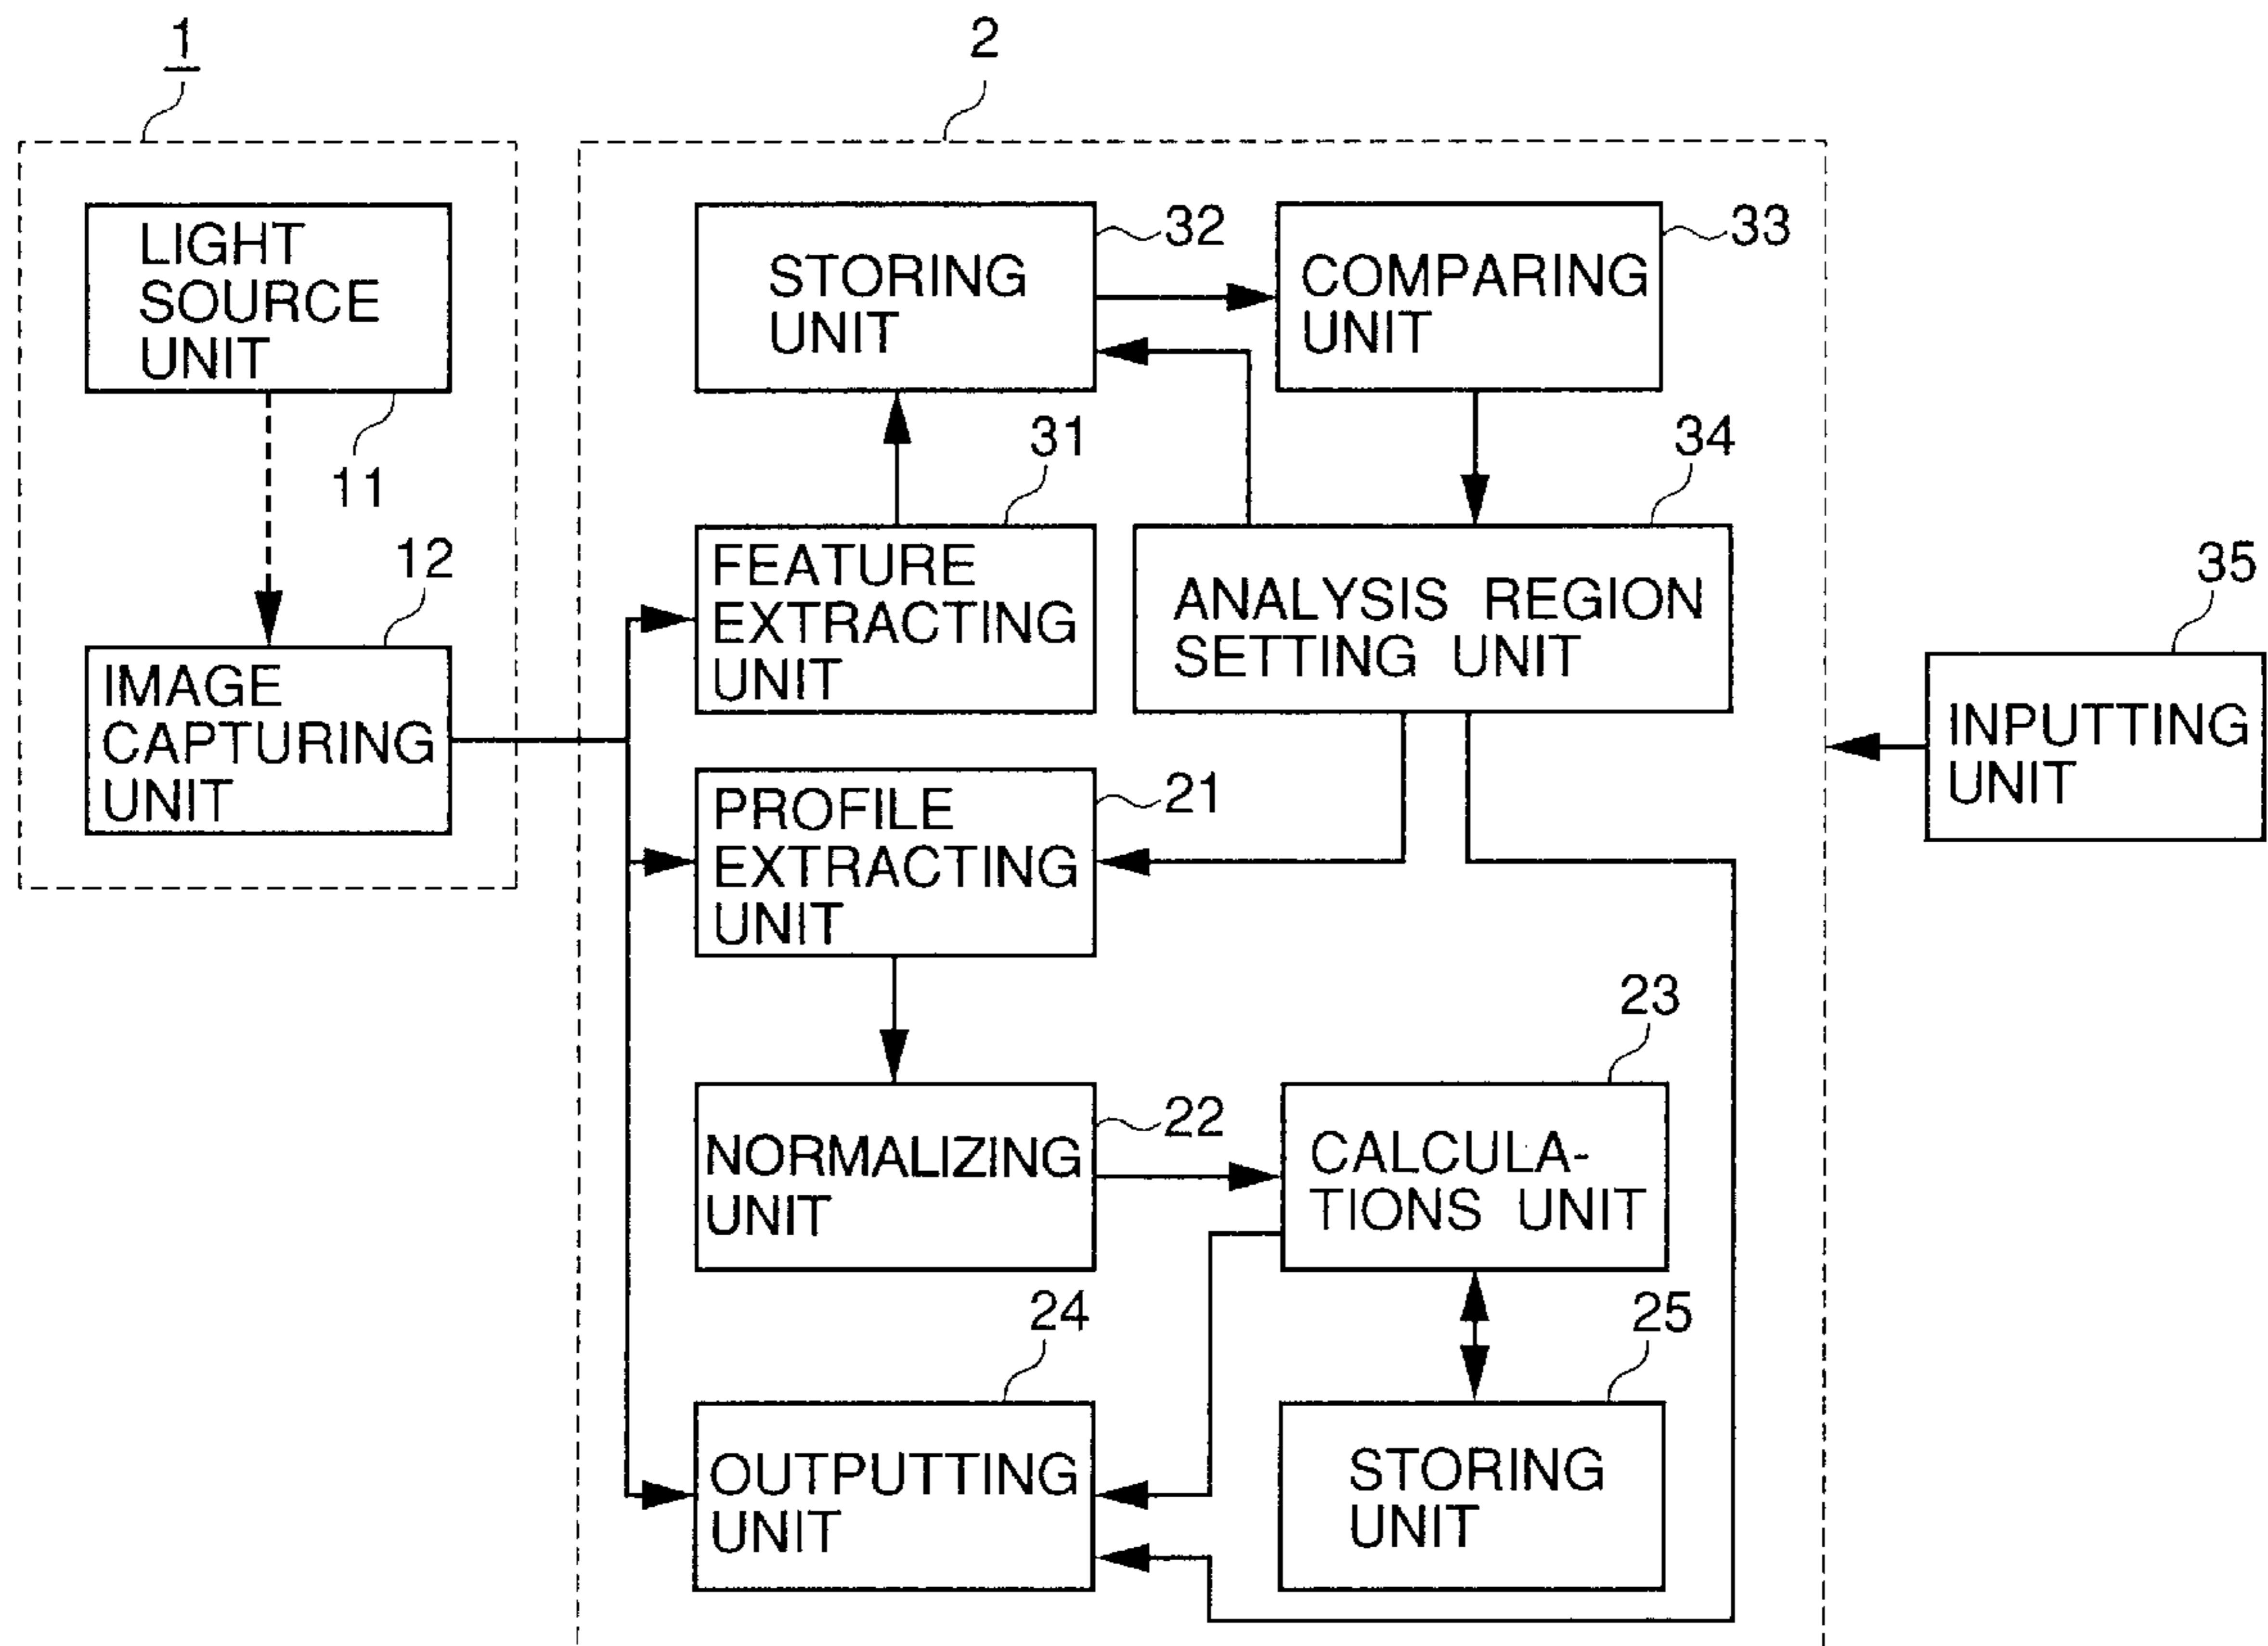 1
2
LIGHT
SOURCE
UNIT
11
12
IMAGE
CAPTURING
UNIT
STORING
UNIT
32
COMPARING
UNIT
33
31
FEATURE
EXTRACTING
UNIT
34
ANALYSIS REGION
SETTING UNIT
35
INPUTTING
UNIT
PROFILE
EXTRACTING
UNIT
21
NORMALIZING
UNIT
22
23
CALCULA-
TIONS UNIT
24
OUTPUTTING
UNIT
25
STORING
UNIT